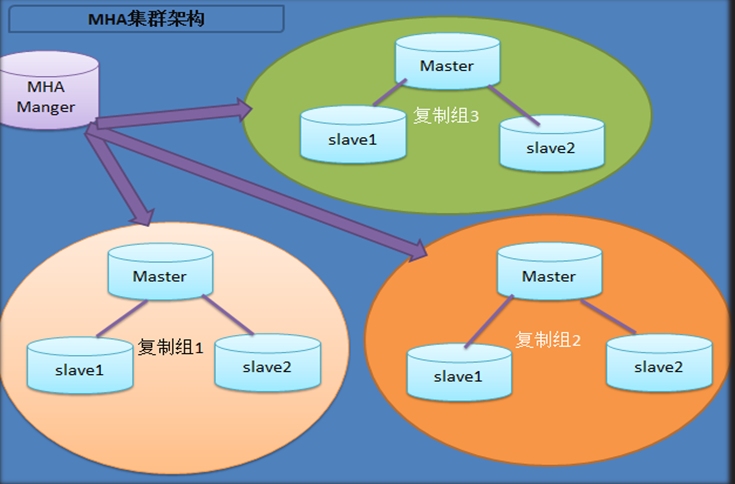 MHA集群架构
MHA
Manger
Master
slave1
复制组3
slave2
Master
slave1
复制组1
slave2
Master
slave1
复制组2
slave2